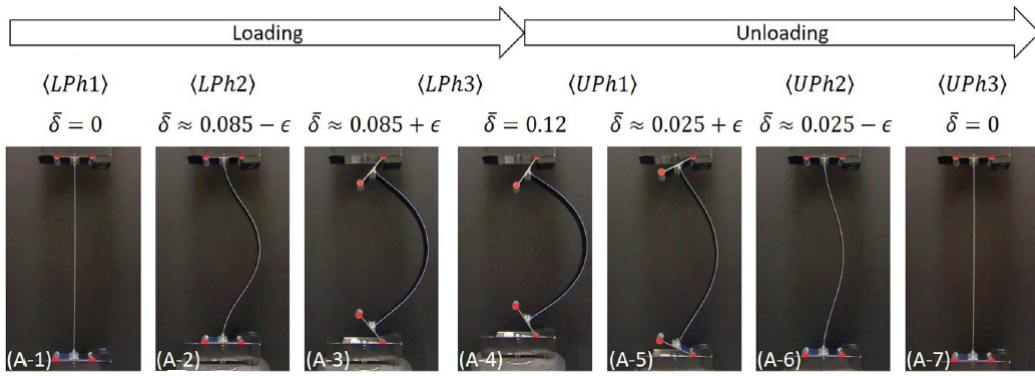 Loading Unloading
⟨LPh1⟩ ⟨LPh2⟩ ⟨LPh3⟩ ⟨UPh1⟩ ⟨UPh2⟩ ⟨UPh3⟩
δ̄ = 0 δ̄ ≈ 0.085 − ϵ δ̄ ≈ 0.085 + ϵ δ̄ = 0.12 δ̄ ≈ 0.025 + ϵ δ̄ ≈ 0.025 − ϵ δ̄ = 0
(A-1) (A-2) (A-3) (A-4) (A-5) (A-6) (A-7)